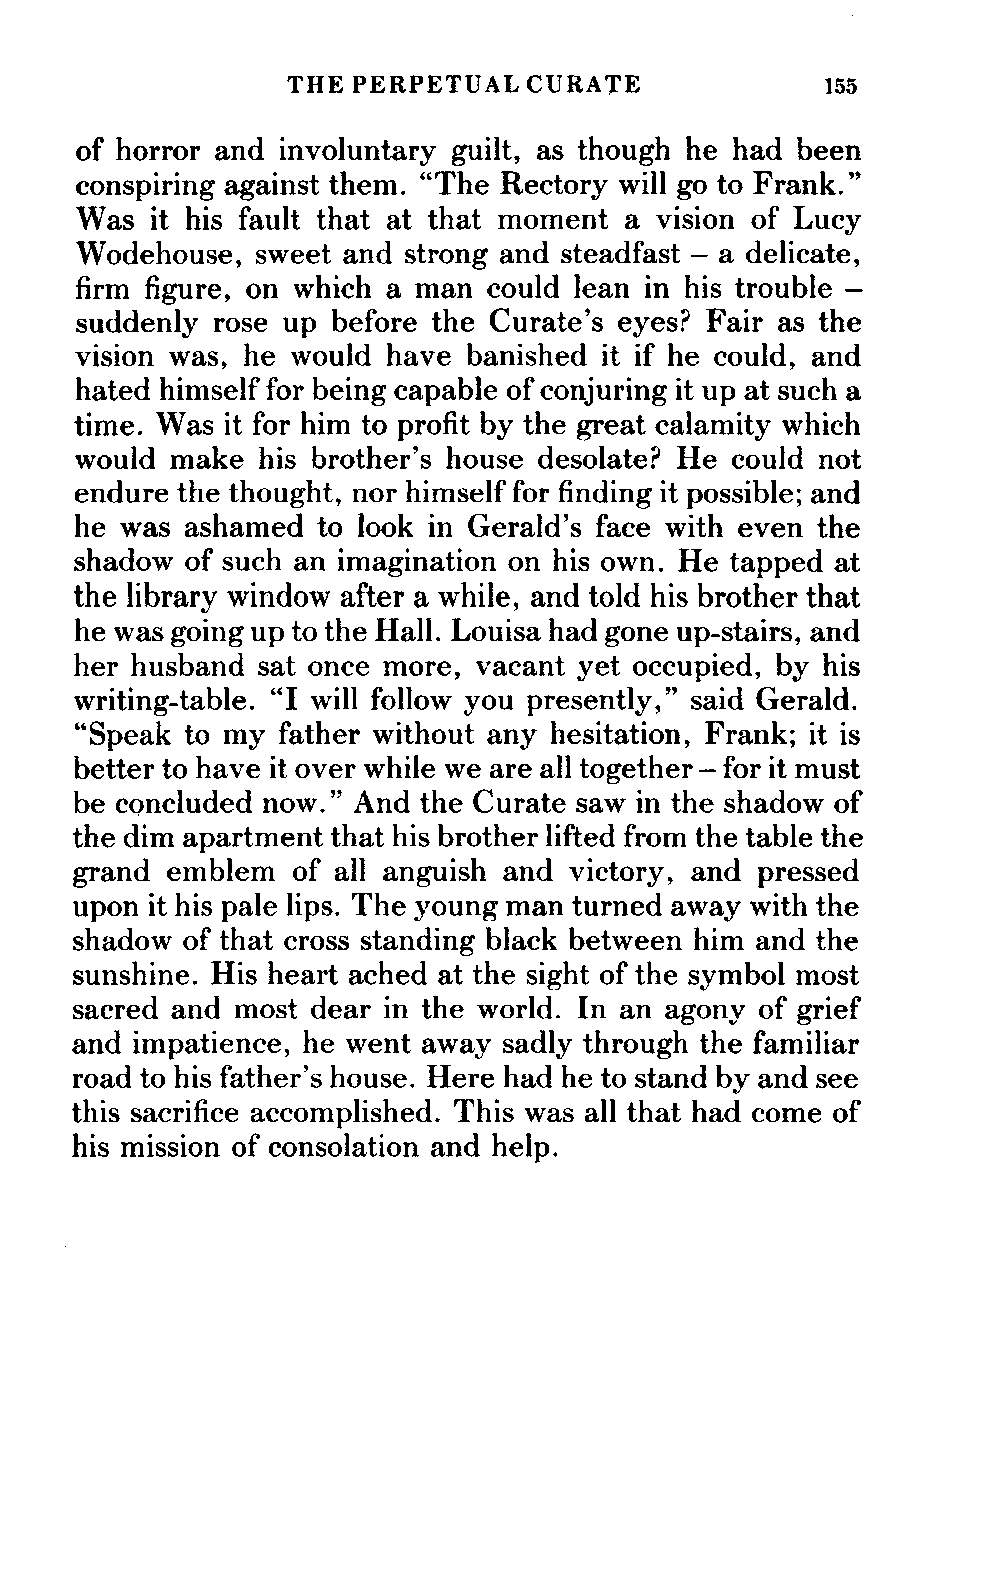 THE PERPETUAL CURATE 155
of horror and involuntary guilt, as though he had been
conspiring against them. “The Rectory will go to Frank.”
Was it his fault that at that moment a vision of Lucy
Wodehouse, sweet and strong and steadfast – a delicate,
firm figure, on which a man could lean in his trouble –
suddenly rose up before the Curate’s eyes? Fair as the
vision was, he would have banished it if he could, and
hated himself for being capable of conjuring it up at such a
time. Was it for him to profit by the great calamity which
would make his brother’s house desolate? He could not
endure the thought, nor himself for finding it possible; and
he was ashamed to look in Gerald’s face with even the
shadow of such an imagination on his own. He tapped at
the library window after a while, and told his brother that
he was going up to the Hall. Louisa had gone up-stairs, and
her husband sat once more, vacant yet occupied, by his
writing-table. “I will follow you presently,” said Gerald.
“Speak to my father without any hesitation, Frank; it is
better to have it over while we are all together – for it must
be concluded now.” And the Curate saw in the shadow of
the dim apartment that his brother lifted from the table the
grand emblem of all anguish and victory, and pressed
upon it his pale lips. The young man turned away with the
shadow of that cross standing black between him and the
sunshine. His heart ached at the sight of the symbol most
sacred and most dear in the world. In an agony of grief
and impatience, he went away sadly through the familiar
road to his father’s house. Here had he to stand by and see
this sacrifice accomplished. This was all that had come of
his mission of consolation and help.